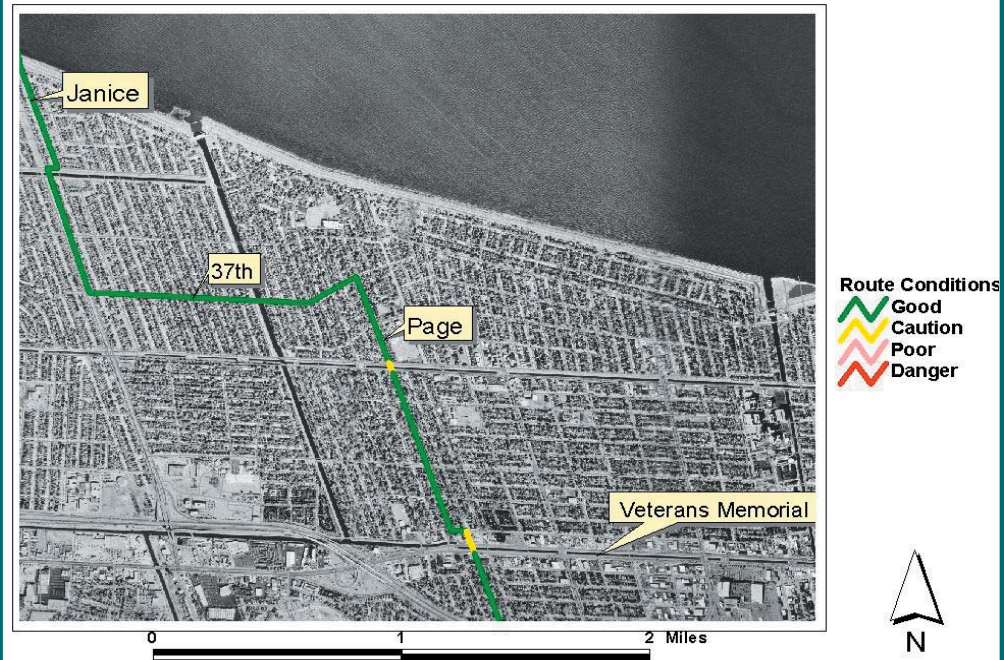 Janice
37th
Page
Veterans Memorial
Route Conditions
Good
Caution
Poor
Danger
0 1 2 Miles
N